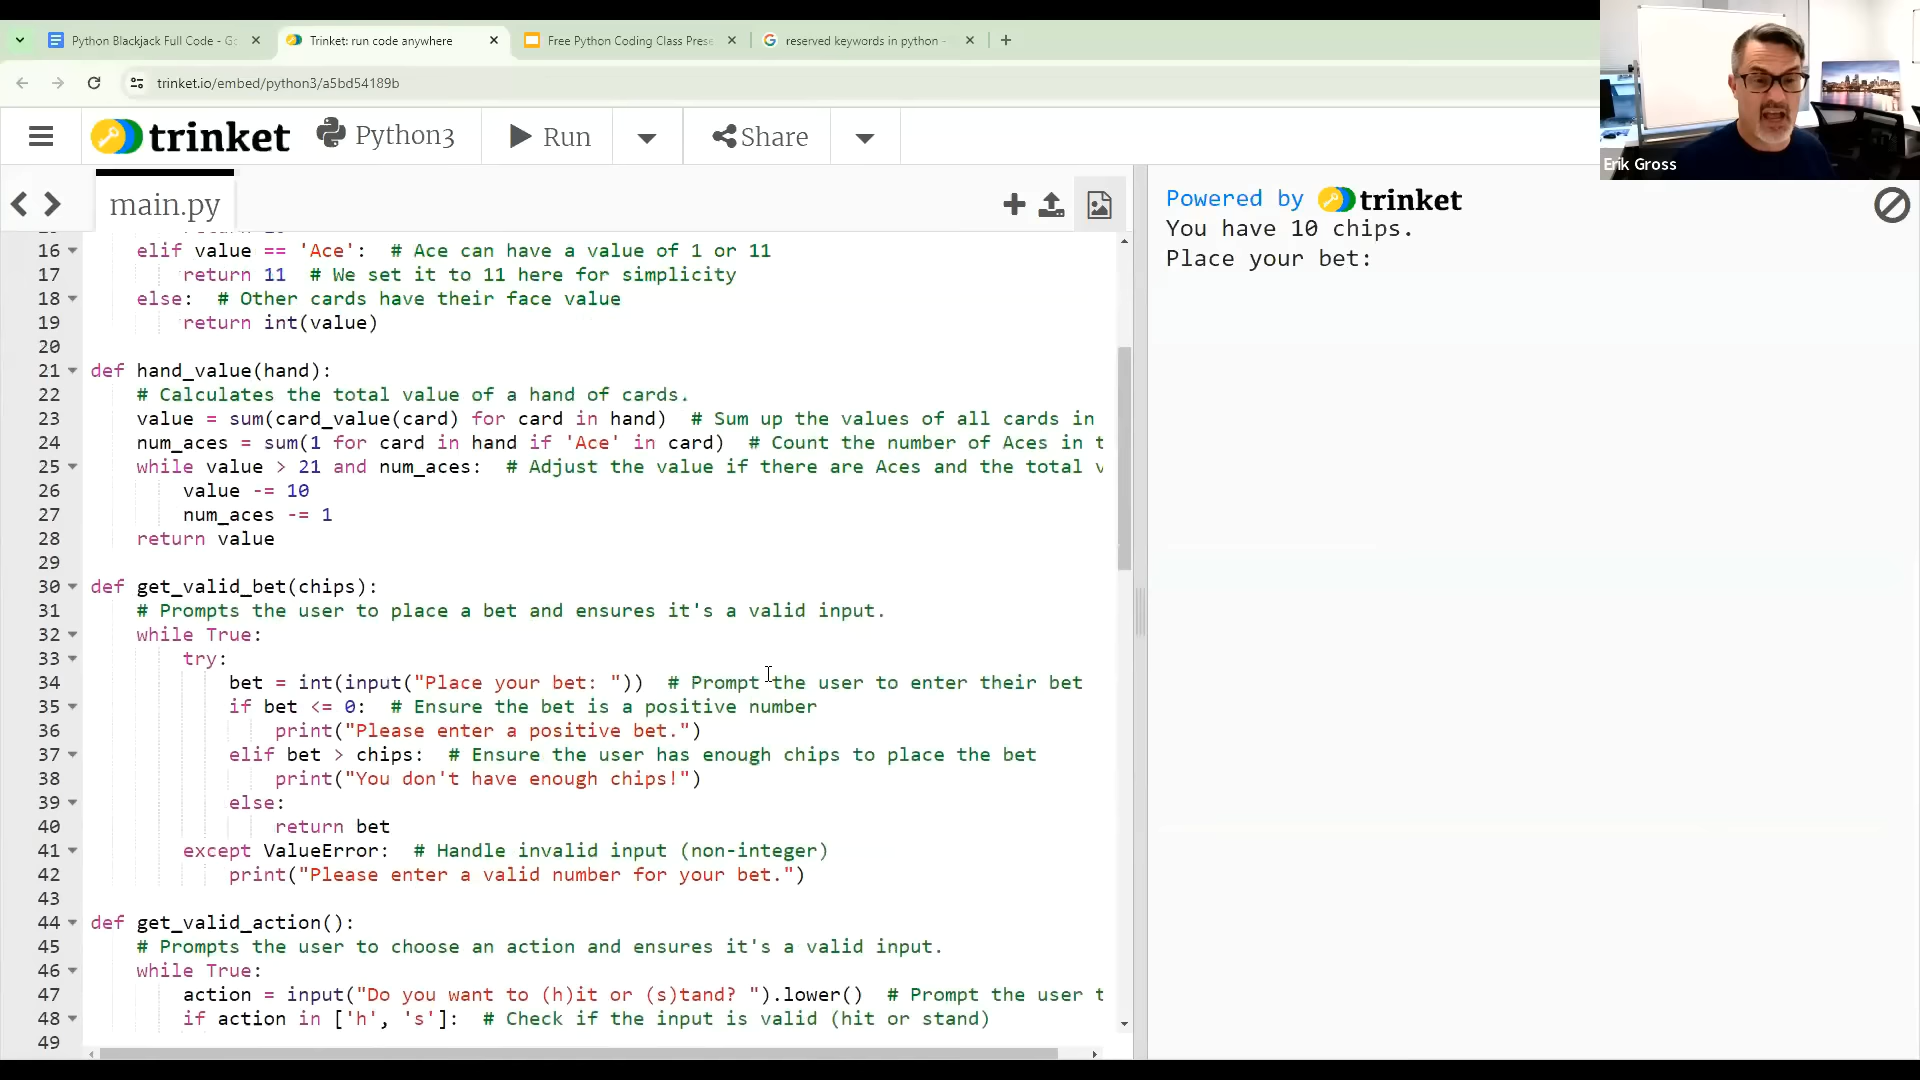 Python Blackjack Full Code - Go
Trinket: run code anywhere
Free Python Coding Class Prese
reserved keywords in python -
trinket.io/embed/python3/a5bd54189b
trinket
Python3
Run
Share
Erik Gross
main.py
16 elif value == 'Ace':  # Ace can have a value of 1 or 11
17 return 11  # We set it to 11 here for simplicity
18 else:  # Other cards have their face value
19 return int(value)
20
21 def hand_value(hand):
22 # Calculates the total value of a hand of cards.
23 value = sum(card_value(card) for card in hand)  # Sum up the values of all cards in
24 num_aces = sum(1 for card in hand if 'Ace' in card)  # Count the number of Aces in t
25 while value > 21 and num_aces:  # Adjust the value if there are Aces and the total v
26 value -= 10
27 num_aces -= 1
28 return value
29
30 def get_valid_bet(chips):
31 # Prompts the user to place a bet and ensures it's a valid input.
32 while True:
33 try:
34 bet = int(input("Place your bet: "))  # Prompt the user to enter their bet
35 if bet <= 0:  # Ensure the bet is a positive number
36 print("Please enter a positive bet.")
37 elif bet > chips:  # Ensure the user has enough chips to place the bet
38 print("You don't have enough chips!")
39 else:
40 return bet
41 except ValueError:  # Handle invalid input (non-integer)
42 print("Please enter a valid number for your bet.")
43
44 def get_valid_action():
45 # Prompts the user to choose an action and ensures it's a valid input.
46 while True:
47 action = input("Do you want to (h)it or (s)tand? ").lower()  # Prompt the user t
48 if action in ['h', 's']:  # Check if the input is valid (hit or stand)
49
Powered by trinket
You have 10 chips.
Place your bet: